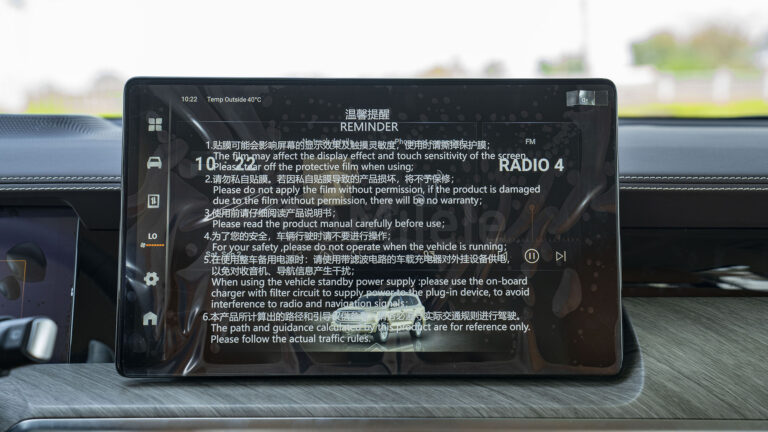 10:22 Temp Outside 40°C
温馨提醒
REMINDER
1.贴膜可能会影响屏幕的显示效果及触摸灵敏度，使用时请撕掉保护膜；
FM
The film may affect the display effect and touch sensitivity of the screen.
Please tear off the protective film when using;
10 22
RADIO 4
2.请勿私自贴膜。若因私自贴膜导致的产品损坏，将不予保修；
Please do not apply the film without permission, if the product is damaged
due to the film without permission, there will be no warranty;
3.使用前请仔细阅读产品说明书；
Please read the product manual carefully before use;
4.为了您的安全，车辆行驶时请不要进行操作；
LO
For your safety ,please do not operate when the vehicle is running;
5.在使用整车备用电源时：请使用带滤波电路的车载充电器对外挂设备供电，
以免对收音机、导航信息产生干扰；
When using the vehicle standby power supply :please use the on-board
charger with filter circuit to supply power to the plug-in device, to avoid
interference to radio and navigation signals;
6.本产品所计算出的路径和引导仅供参考，请务必遵守实际交通规则进行驾驶。
The path and guidance calculated by this product are for reference only.
Please follow the actual traffic rules.